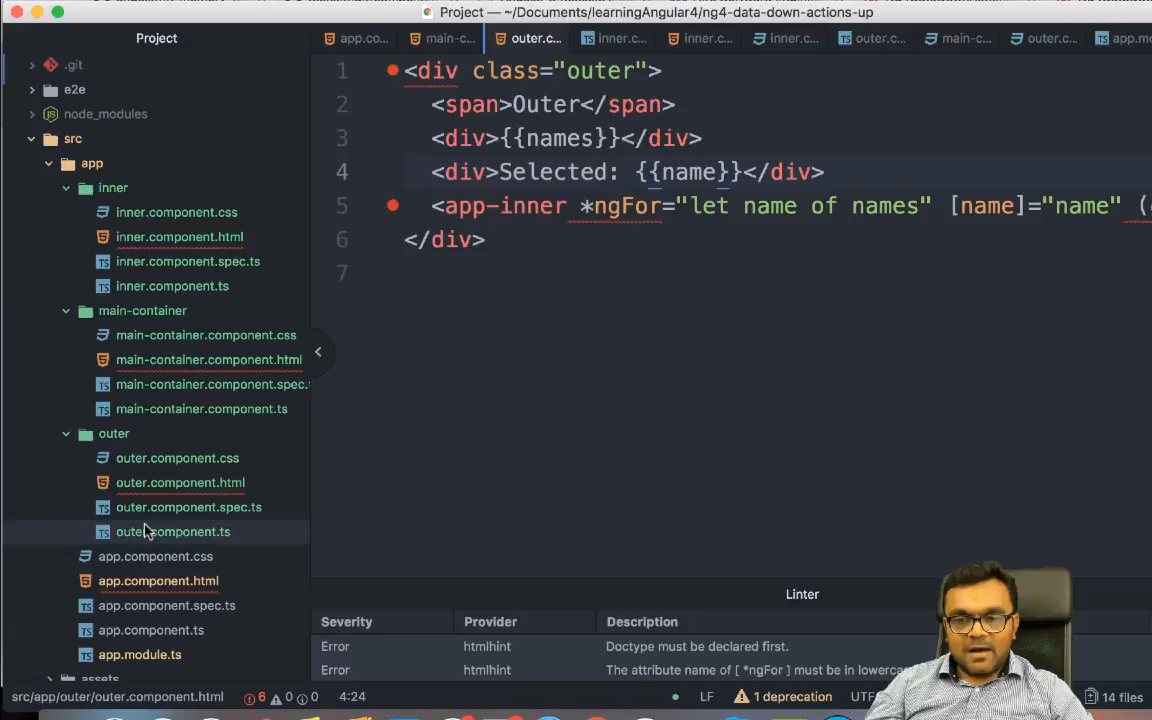 Project — ~/Documents/learningAngular4/ng4-data-down-actions-up
Project
app.co...
main-c...
outer.c...
inner.c...
inner.c...
inner.c...
outer.c...
main-c...
outer.c...
app.mo
.git
e2e
node_modules
src
app
inner
inner.component.css
inner.component.html
inner.component.spec.ts
inner.component.ts
main-container
main-container.component.css
main-container.component.html
main-container.component.spec.t
main-container.component.ts
outer
outer.component.css
outer.component.html
outer.component.spec.ts
outer.component.ts
app.component.css
app.component.html
app.component.spec.ts
app.component.ts
app.module.ts
assets
1 <div class="outer">
2 <span>Outer</span>
3 <div>{{names}}</div>
4 <div>Selected: {{name}}</div>
5 <app-inner *ngFor="let name of names" [name]="name" (
6 </div>
7
Linter
Severity Provider Description
Error htmlhint Doctype must be declared first.
Error htmlhint The attribute name of [ *ngFor ] must be in lowerca
src/app/outer/outer.component.html 6 0 0 4:24 LF 1 deprecation UTF 14 files